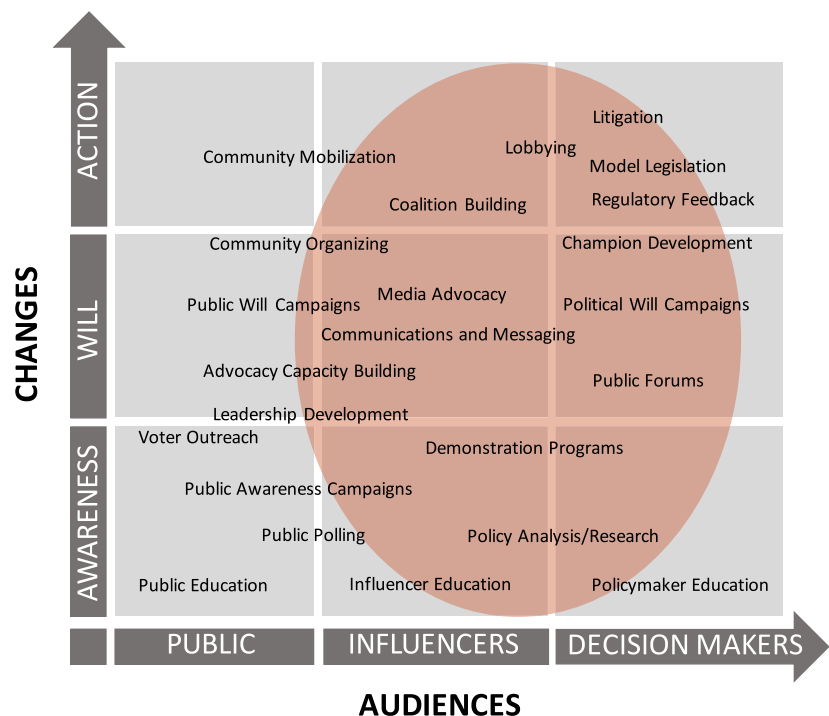 ACTION
Litigation
Lobbying
Community Mobilization
Model Legislation
Coalition Building
Regulatory Feedback
CHANGES
WILL
Community Organizing
Champion Development
Media Advocacy
Public Will Campaigns
Political Will Campaigns
Communications and Messaging
Advocacy Capacity Building
Public Forums
Leadership Development
AWARENESS
Voter Outreach
Demonstration Programs
Public Awareness Campaigns
Public Polling
Policy Analysis/Research
Public Education
Influencer Education
Policymaker Education
PUBLIC
INFLUENCERS
DECISION MAKERS
AUDIENCES